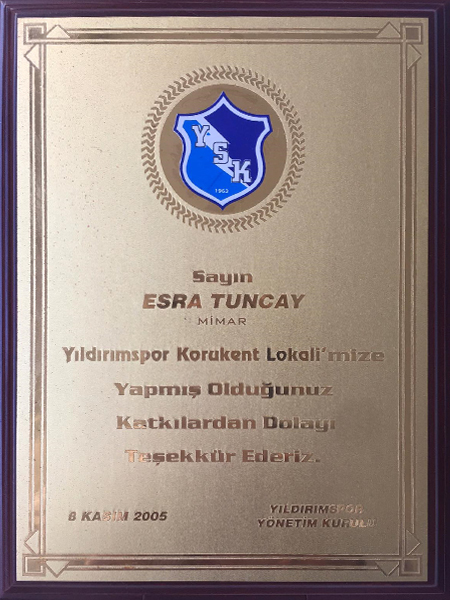 YSK
1963
Sayın
ESRA TUNCAY
MİMAR
Yıldırımspor Korukent Lokali'mize
Yapmış Olduğunuz
Katkılardan Dolayı
Teşekkür Ederiz.
8 KASIM 2005
YILDIRIMSPOR
YÖNETİM KURULU